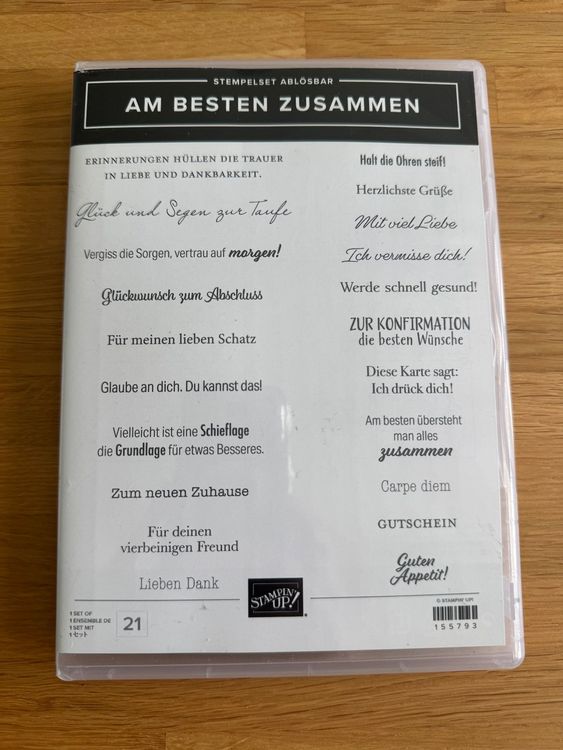 STEMPELSET ABLÖSBAR
AM BESTEN ZUSAMMEN
ERINNERUNGEN HÜLLEN DIE TRAUER
IN LIEBE UND DANKBARKEIT.
Glück und Segen zur Taufe
Vergiss die Sorgen, vertrau auf morgen!
Glückwunsch zum Abschluss
Für meinen lieben Schatz
Glaube an dich. Du kannst das!
Vielleicht ist eine Schieflage
die Grundlage für etwas Besseres.
Zum neuen Zuhause
Für deinen
vierbeinigen Freund
Lieben Dank
Halt die Ohren steif!
Herzlichste Grüße
Mit viel Liebe
Ich vermisse dich!
Werde schnell gesund!
ZUR KONFIRMATION
die besten Wünsche
Diese Karte sagt:
Ich drück dich!
Am besten übersteht
man alles
zusammen
Carpe diem
GUTSCHEIN
Guten
Appetit!
1 SET OF
1 ENSEMBLE DE
1 SET MIT
1セット
21
STAMPIN'
UP!
© STAMPIN' UP!
155793